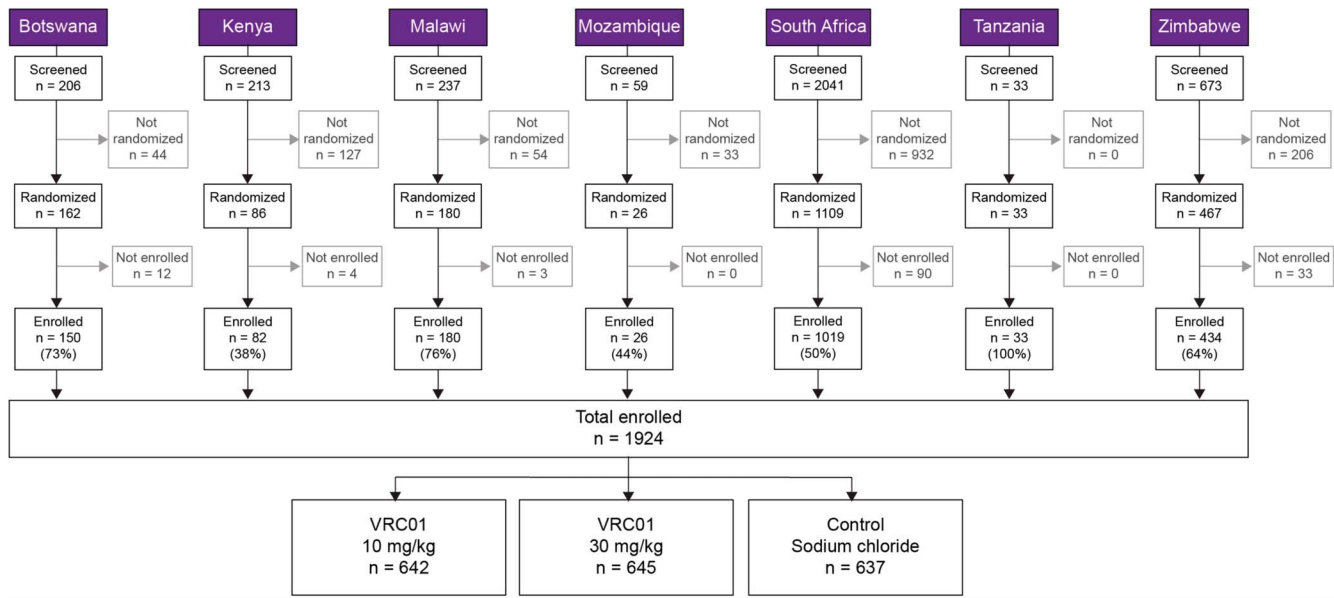 Botswana
Screened
n = 206
Not
randomized
n = 44
Randomized
n = 162
Not enrolled
n = 12
Enrolled
n = 150
(73%)
Kenya
Screened
n = 213
Not
randomized
n = 127
Randomized
n = 86
Not enrolled
n = 4
Enrolled
n = 82
(38%)
Malawi
Screened
n = 237
Not
randomized
n = 54
Randomized
n = 180
Not enrolled
n = 3
Enrolled
n = 180
(76%)
Mozambique
Screened
n = 59
Not
randomized
n = 33
Randomized
n = 26
Not enrolled
n = 0
Enrolled
n = 26
(44%)
South Africa
Screened
n = 2041
Not
randomized
n = 932
Randomized
n = 1109
Not enrolled
n = 90
Enrolled
n = 1019
(50%)
Tanzania
Screened
n = 33
Not
randomized
n = 0
Randomized
n = 33
Not enrolled
n = 0
Enrolled
n = 33
(100%)
Zimbabwe
Screened
n = 673
Not
randomized
n = 206
Randomized
n = 467
Not enrolled
n = 33
Enrolled
n = 434
(64%)
Total enrolled
n = 1924
VRC01
10 mg/kg
n = 642
VRC01
30 mg/kg
n = 645
Control
Sodium chloride
n = 637